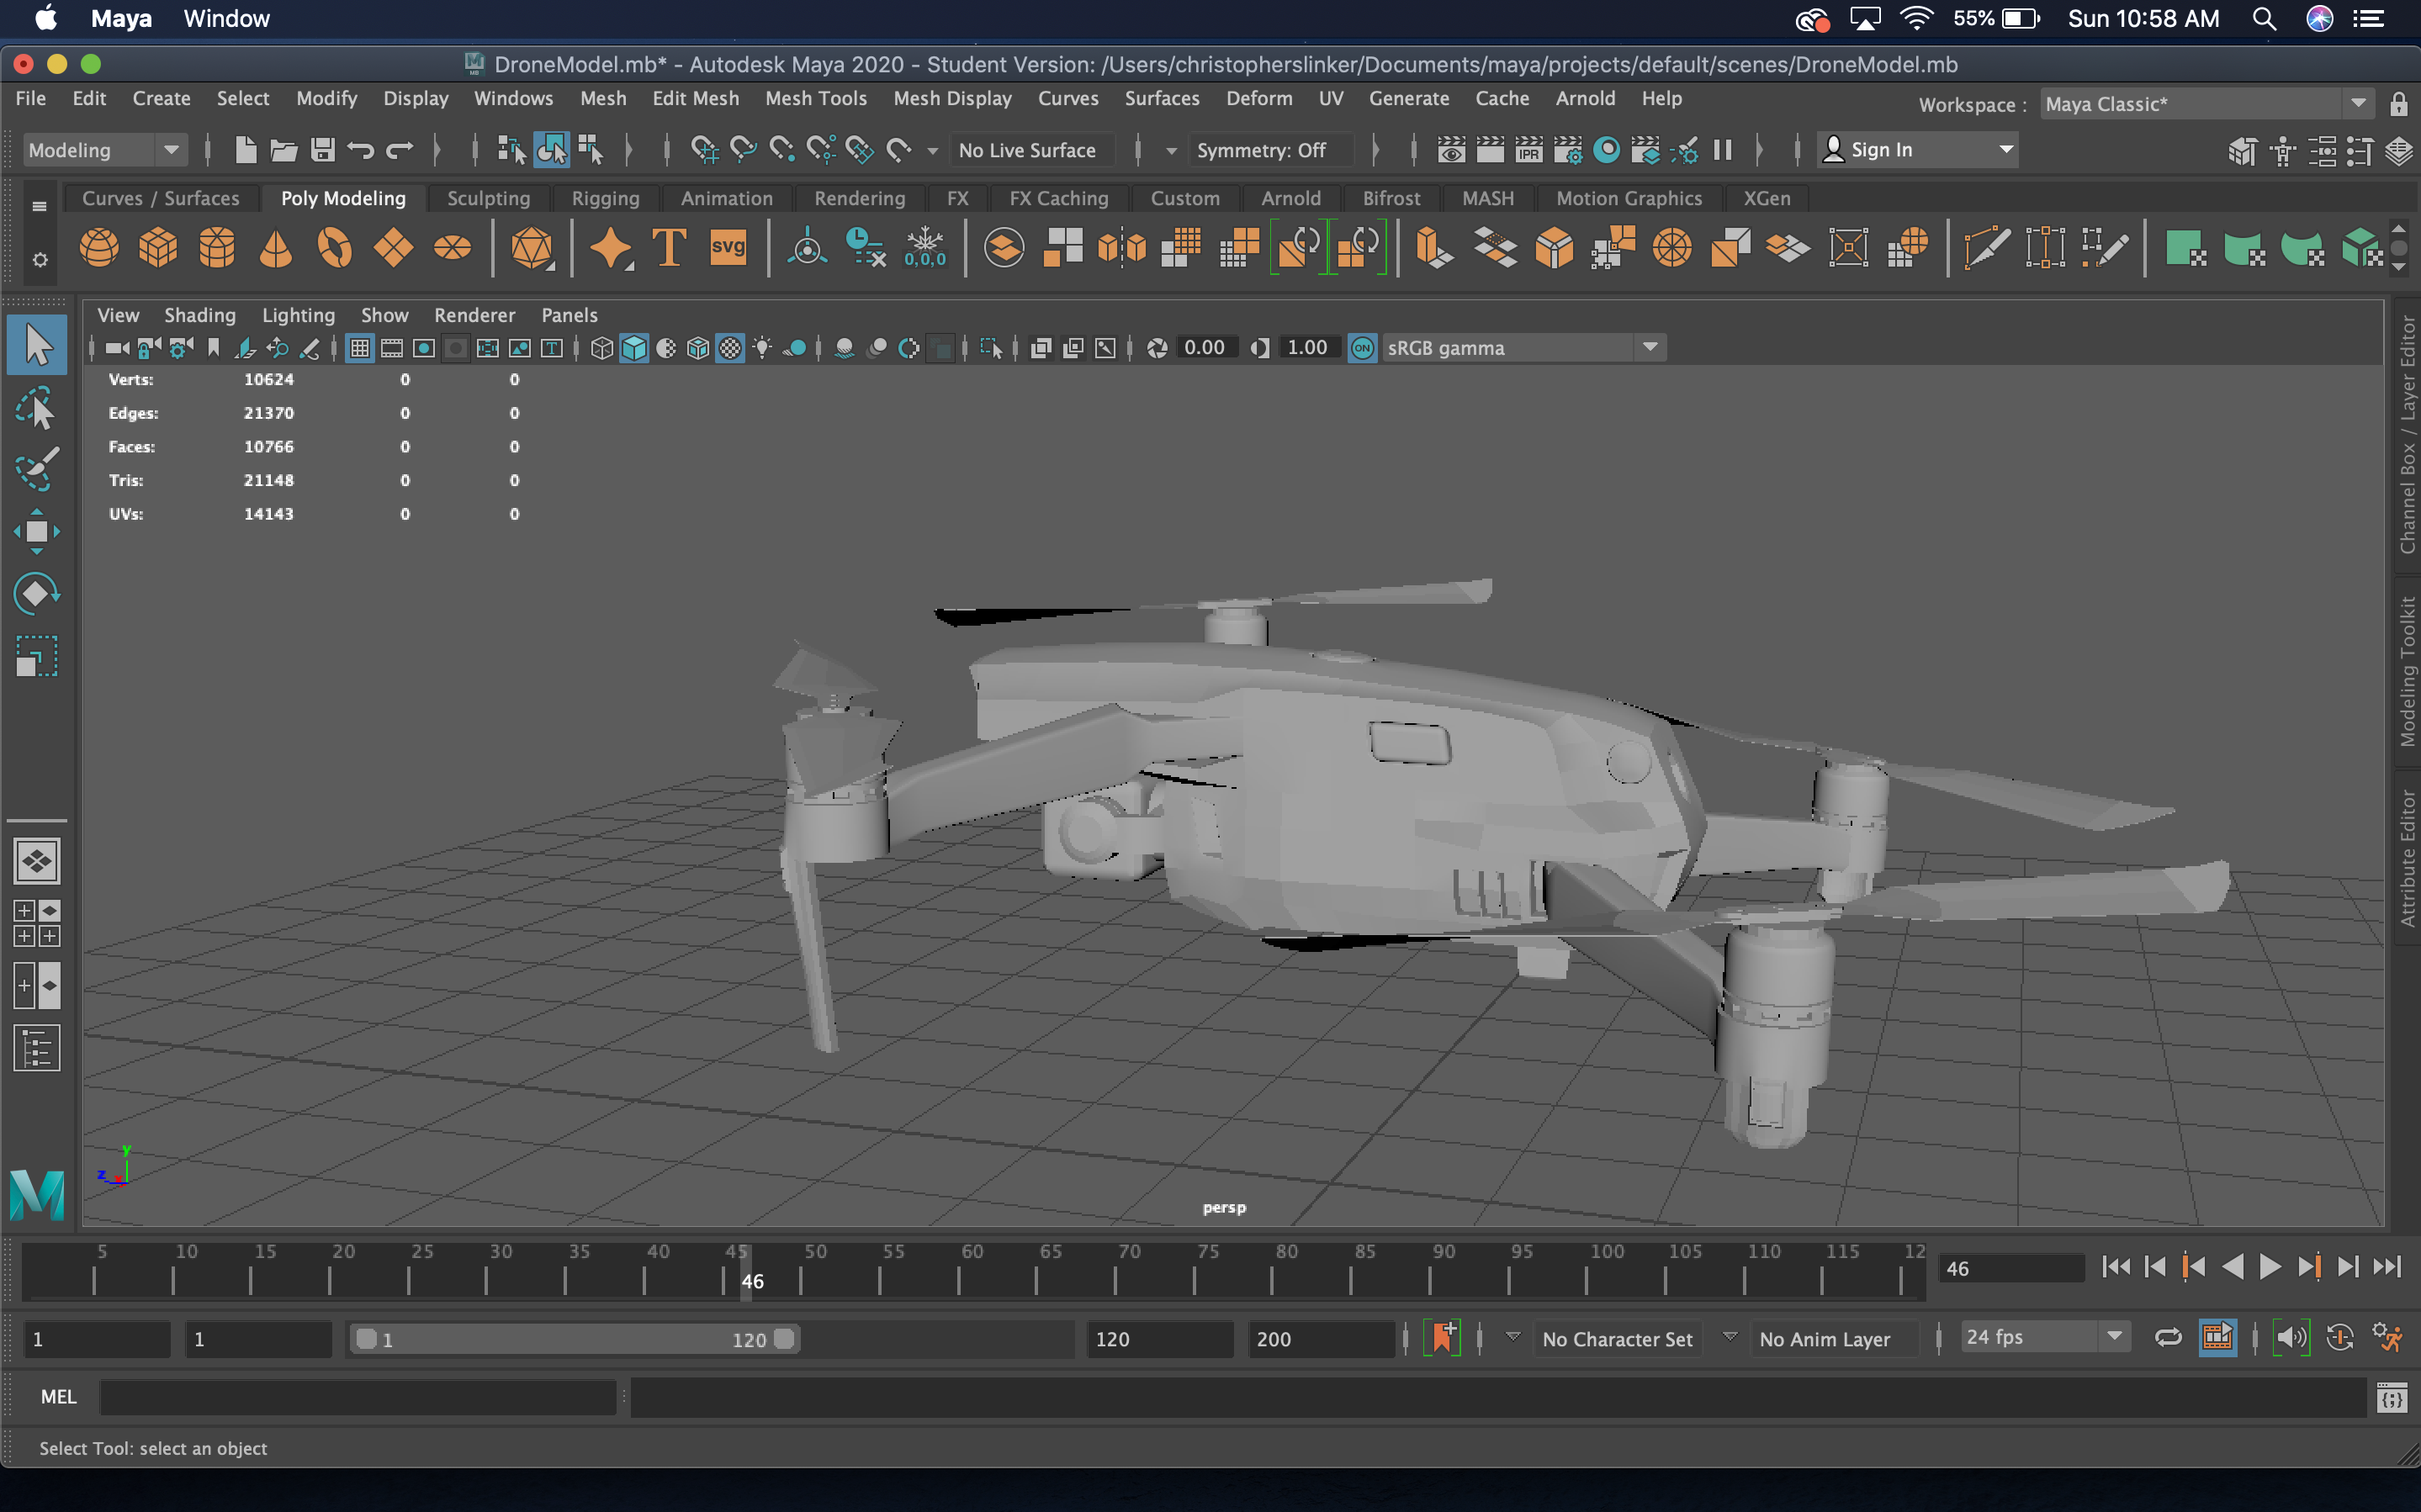 Maya Window 55% Sun 10:58 AM
DroneModel.mb* - Autodesk Maya 2020 - Student Version: /Users/christopherslinker/Documents/maya/projects/default/scenes/DroneModel.mb
File Edit Create Select Modify Display Windows Mesh Edit Mesh Mesh Tools Mesh Display Curves Surfaces Deform UV Generate Cache Arnold Help Workspace : Maya Classic*
Modeling No Live Surface Symmetry: Off IPR Sign In
Curves / Surfaces Poly Modeling Sculpting Rigging Animation Rendering FX FX Caching Custom Arnold Bifrost MASH Motion Graphics XGen
T svg 0,0,0
View Shading Lighting Show Renderer Panels
T 0.00 1.00 ON sRGB gamma
Verts: 10624 0 0
Edges: 21370 0 0
Faces: 10766 0 0
Tris: 21148 0 0
UVs: 14143 0 0
Channel Box / Layer Editor
Modeling Toolkit
Attribute Editor
y
z x
persp
5 10 15 20 25 30 35 40 45 50 55 60 65 70 75 80 85 90 95 100 105 110 115 12
46 46
1 1 1 120 120 200 No Character Set No Anim Layer 24 fps
MEL
Select Tool: select an object